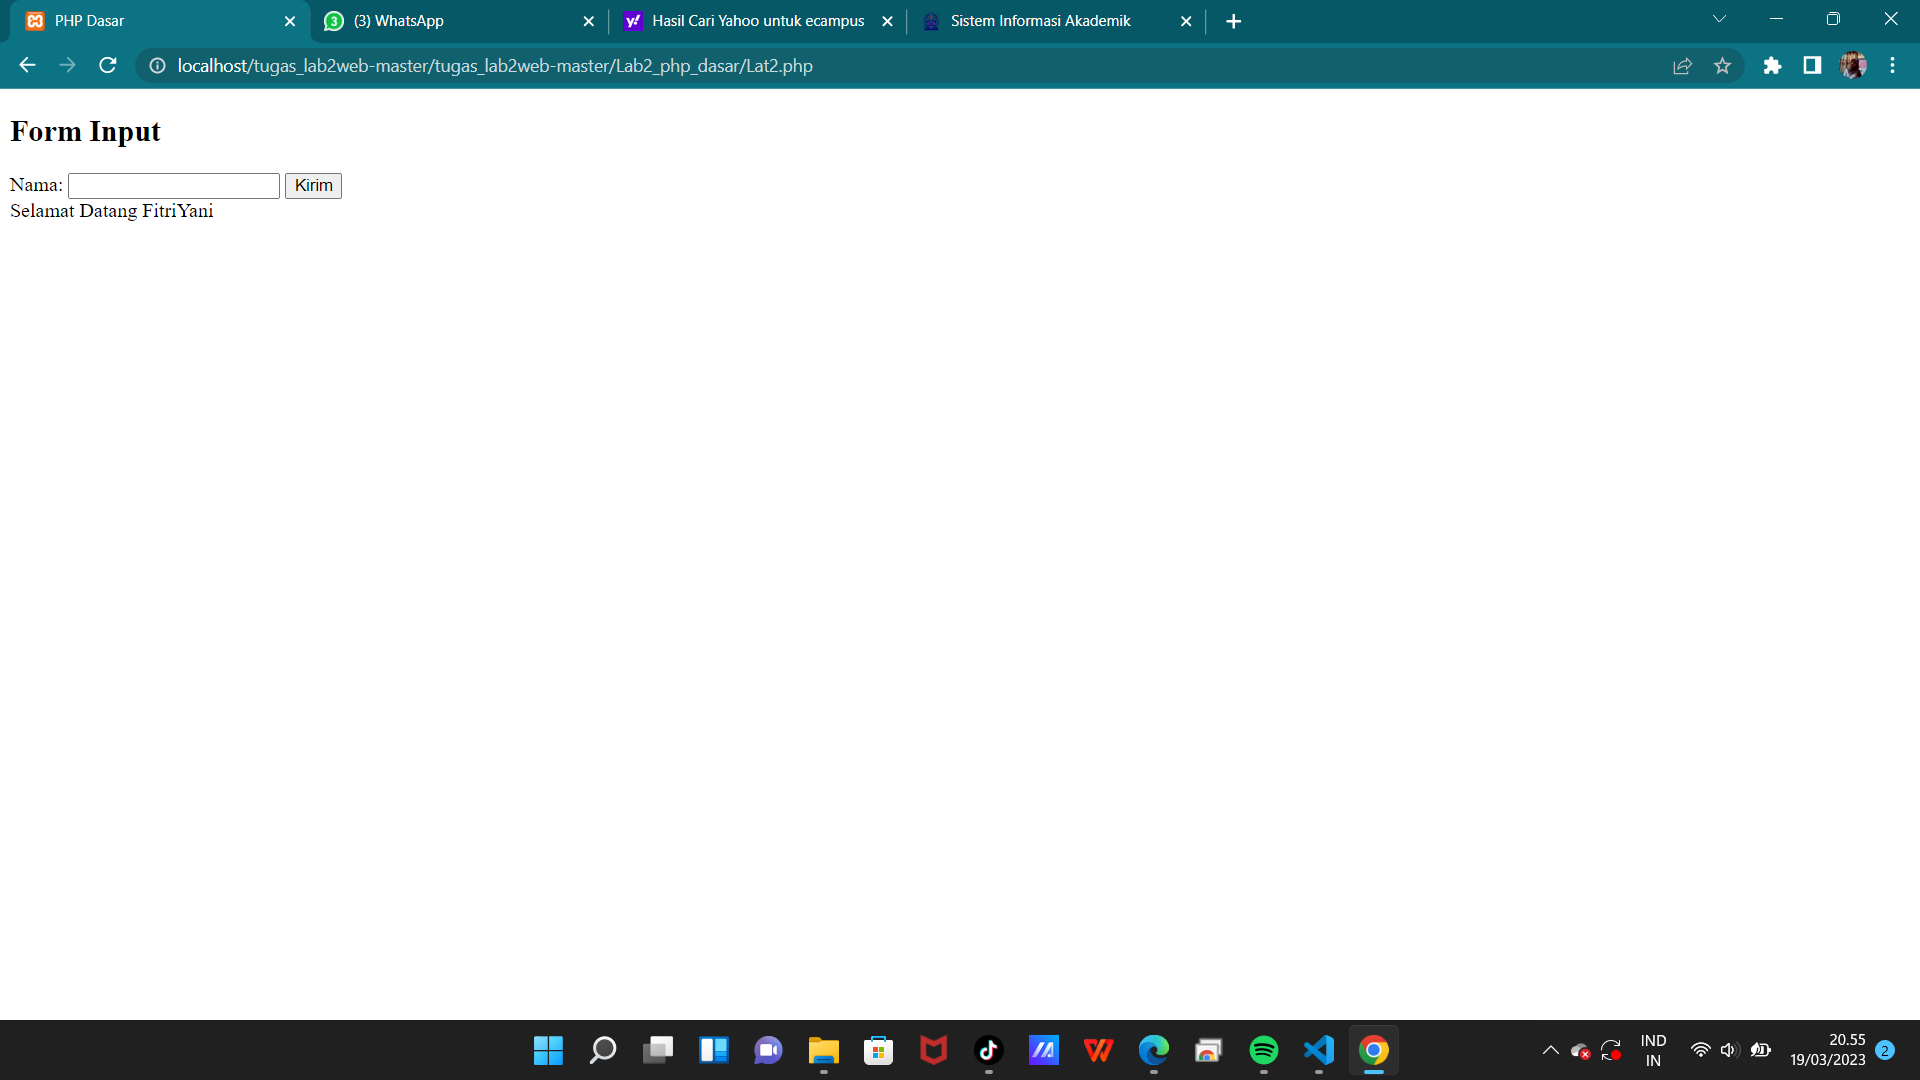 PHP Dasar
(3) WhatsApp
Hasil Cari Yahoo untuk ecampus
Sistem Informasi Akademik
localhost/tugas_lab2web-master/tugas_lab2web-master/Lab2_php_dasar/Lat2.php
Form Input
Nama: Kirim
Selamat Datang FitriYani
IND
IN
20.55
19/03/2023
2